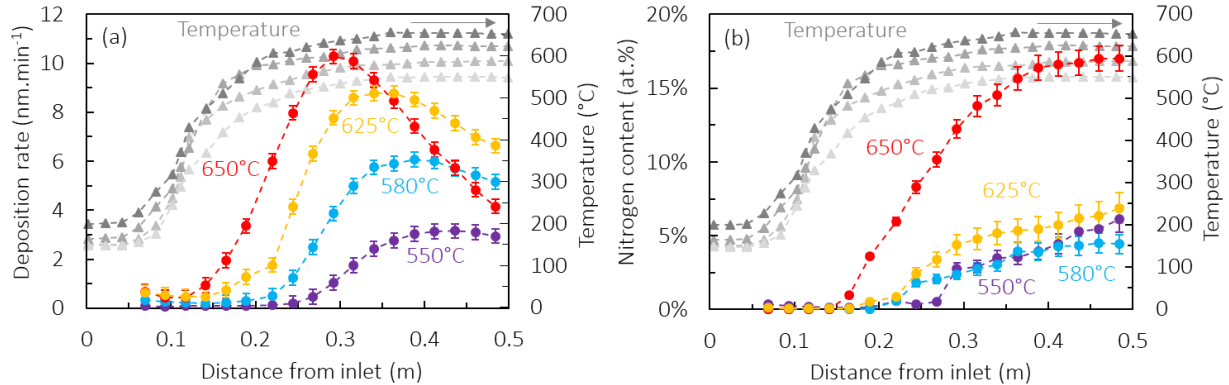 (a)
Temperature
650°C
625°C
580°C
550°C
Deposition rate (nm.min⁻¹)
12
10
8
6
4
2
0
Temperature (°C)
700
600
500
400
300
200
100
0
0
0.1
0.2
0.3
0.4
0.5
Distance from inlet (m)
(b)
Temperature
650°C
625°C
580°C
550°C
Nitrogen content (at.%)
20%
15%
10%
5%
0%
Temperature (°C)
700
600
500
400
300
200
100
0
0
0.1
0.2
0.3
0.4
0.5
Distance from inlet (m)